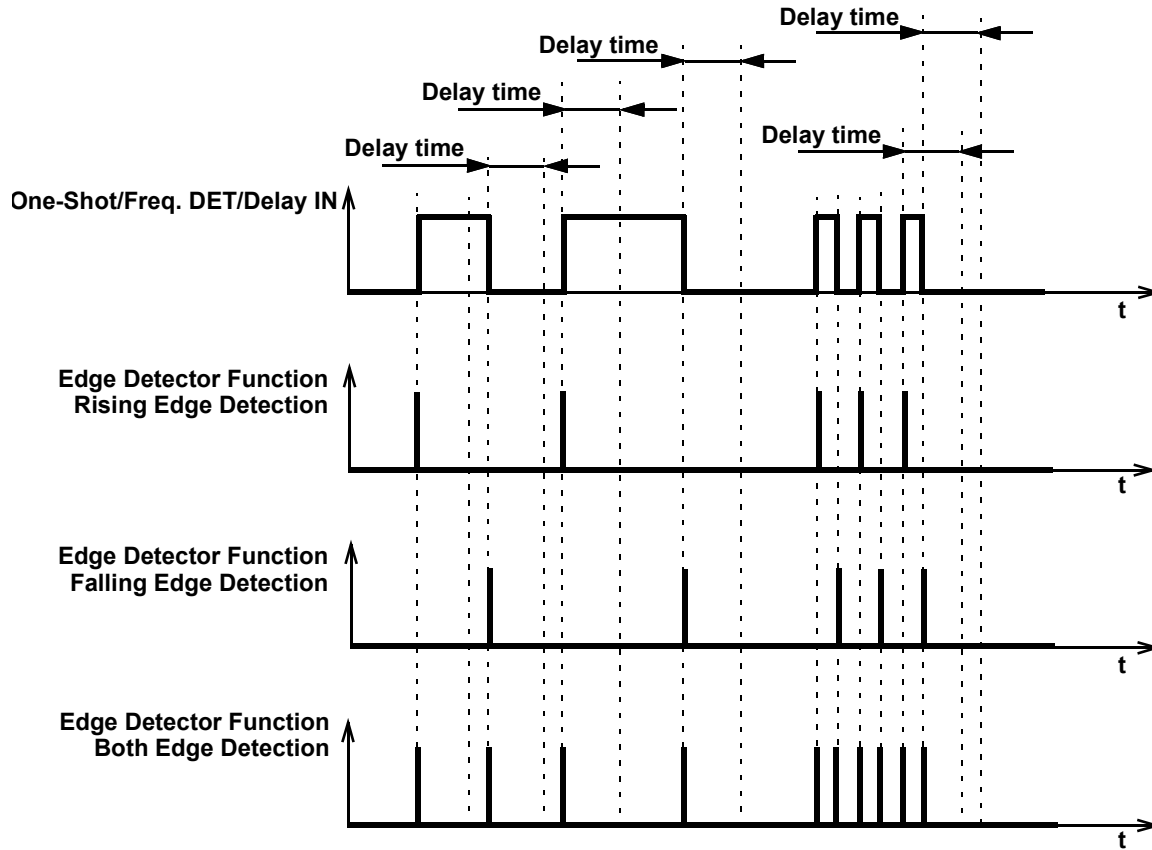 Delay time
Delay time
Delay time
Delay time
Delay time
One-Shot/Freq. DET/Delay IN
t
Edge Detector Function
Rising Edge Detection
t
Edge Detector Function
Falling Edge Detection
t
Edge Detector Function
Both Edge Detection
t